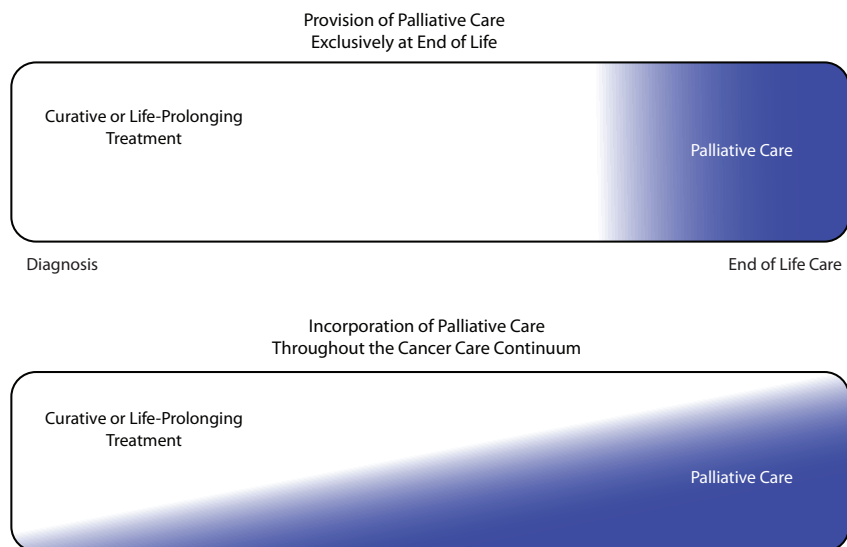 Provision of Palliative Care
Exclusively at End of Life
Curative or Life-Prolonging
Treatment
Palliative Care
Diagnosis
End of Life Care
Incorporation of Palliative Care
Throughout the Cancer Care Continuum
Curative or Life-Prolonging
Treatment
Palliative Care